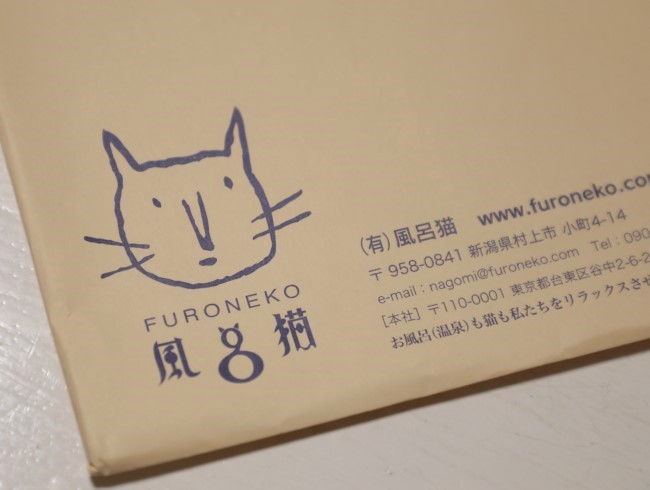 FURONEKO
風呂猫
(有)風呂猫 www.furoneko.co
〒958-0841 新潟県村上市 小町4-14
e-mail : nagomi@furoneko.com Tel : 090
[本社] 〒110-0001 東京都台東区谷中2-6-2
お風呂(温泉)も猫も私たちをリラックスさせ